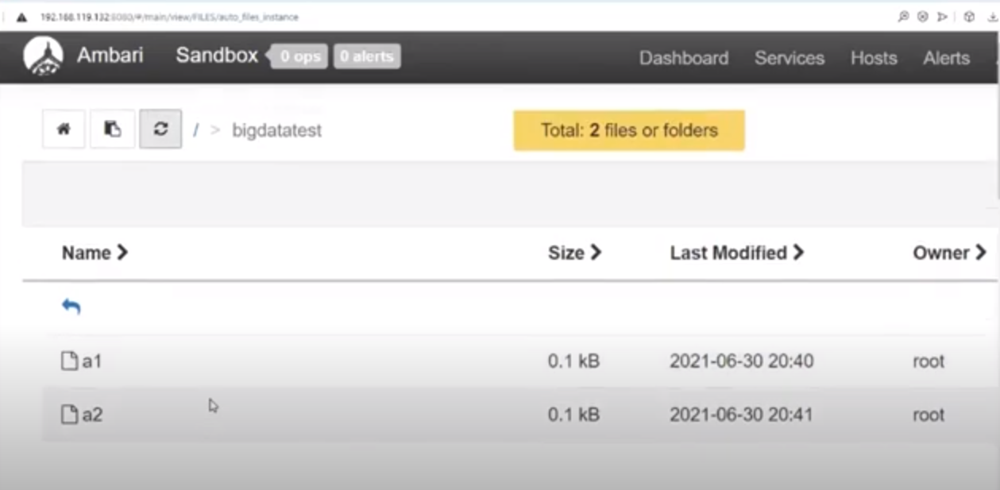 192.168.119.132:8080/#/main/view/FILES/auto_files_instance
Ambari Sandbox 0 ops 0 alerts Dashboard Services Hosts Alerts
/ > bigdatatest Total: 2 files or folders
Name Size Last Modified Owner
a1 0.1 kB 2021-06-30 20:40 root
a2 0.1 kB 2021-06-30 20:41 root